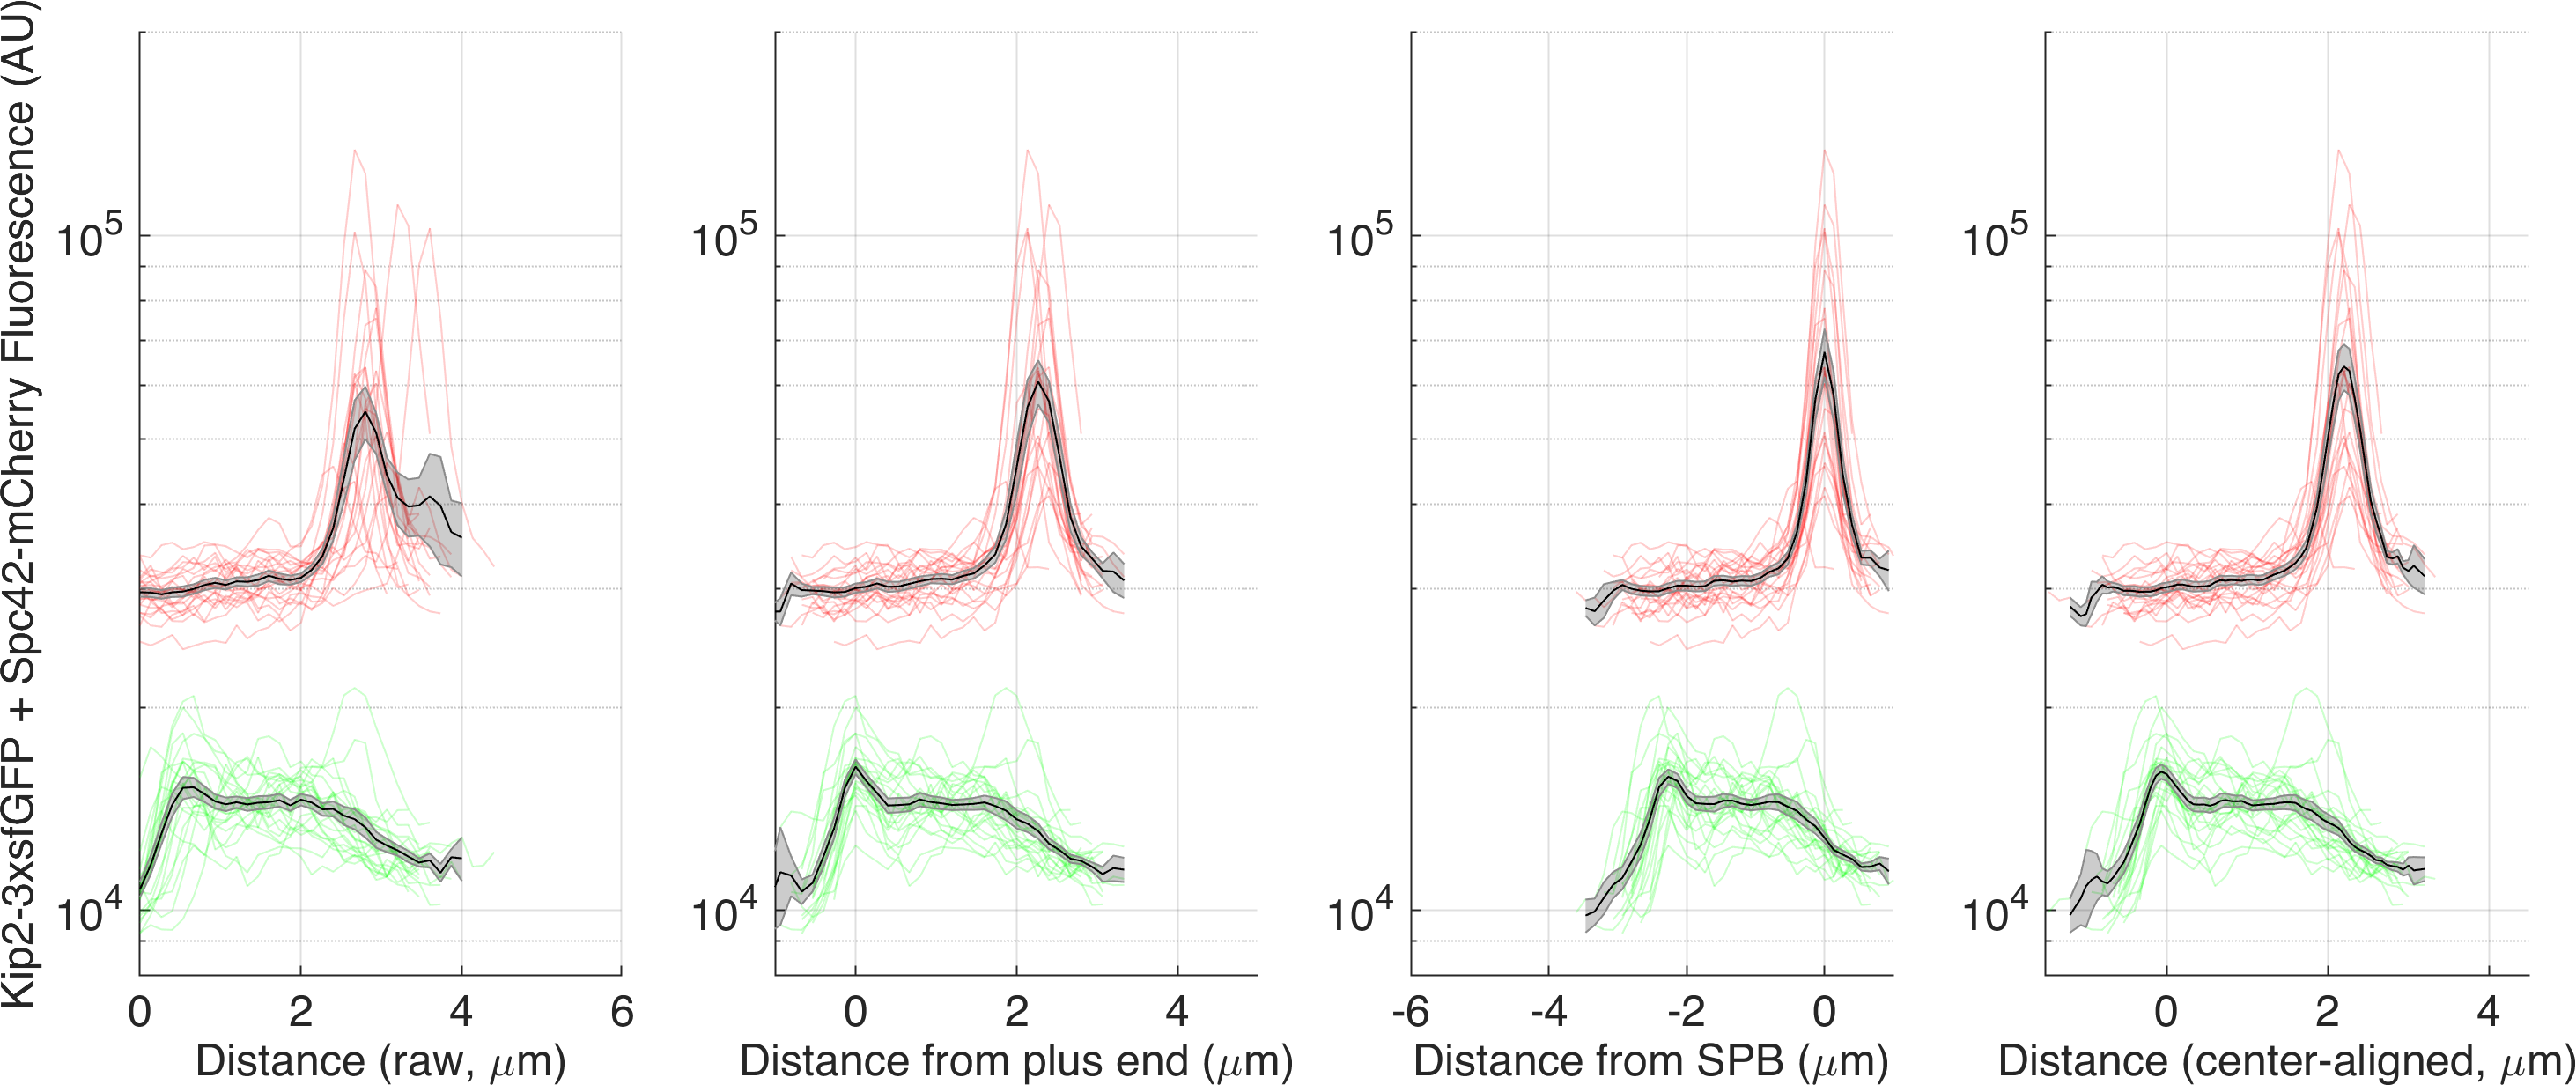 Kip2-3xsfGFP + Spc42-mCherry Fluorescence (AU)
10^5
10^4
0 2 4 6
Distance (raw, μm)
10^5
10^4
0 2 4
Distance from plus end (μm)
10^5
10^4
-6 -4 -2 0
Distance from SPB (μm)
10^5
10^4
0 2 4
Distance (center-aligned, μm)